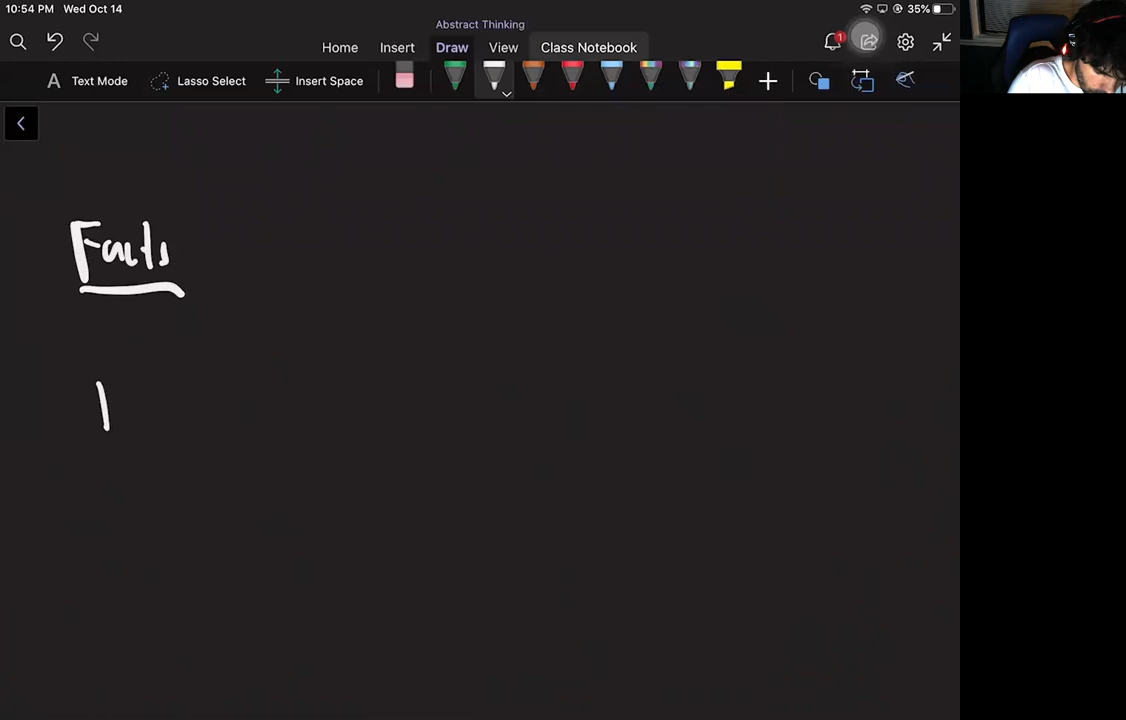 10:54 PM Wed Oct 14
35%
Abstract Thinking
Home Insert Draw View Class Notebook
1
Text Mode Lasso Select Insert Space
Facts